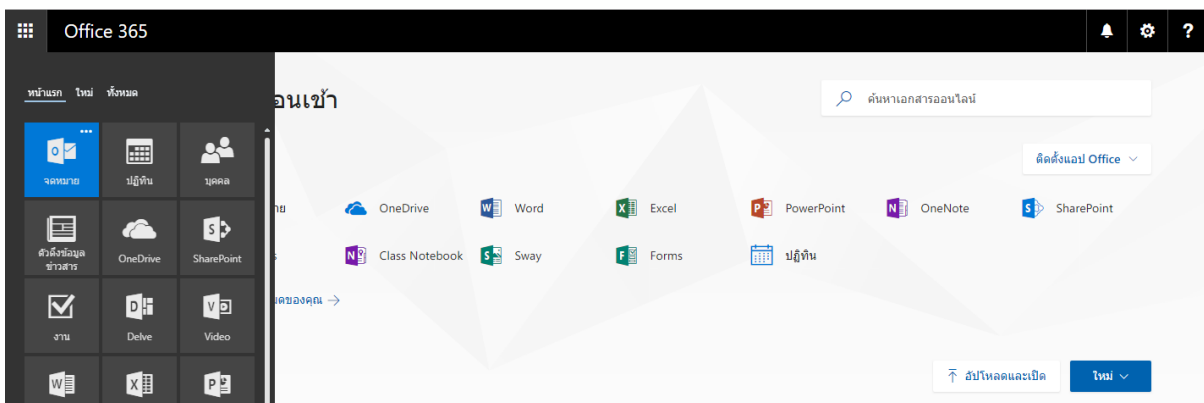 Office 365
หน้าแรก ใหม่ ทั้งหมด
อนเข้า
ค้นหาเอกสารออนไลน์
จดหมาย ปฏิทิน บุคคล
ติดตั้งแอป Office
าย OneDrive Word Excel PowerPoint OneNote SharePoint
ตัวดึงข้อมูล
ข่าวสาร
OneDrive SharePoint
s Class Notebook Sway Forms ปฏิทิน
มดของคุณ →
งาน Delve Video
อัปโหลดและเปิด ใหม่